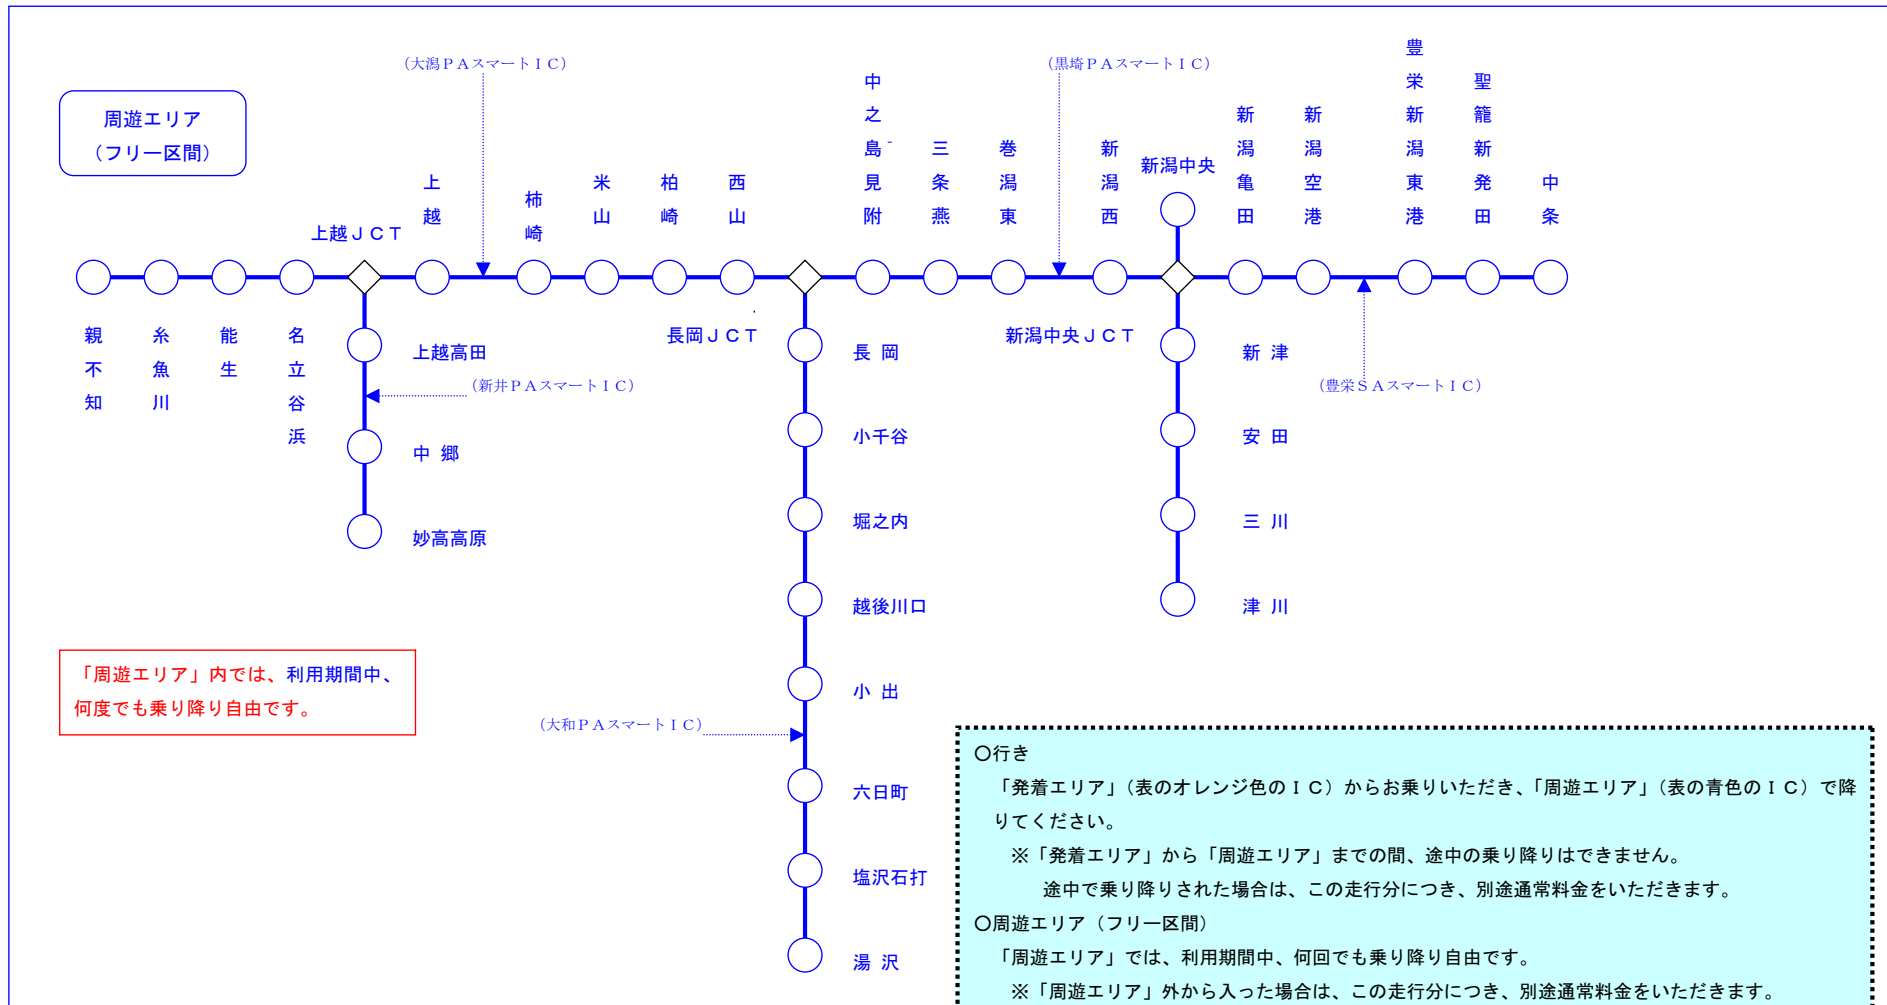 （大潟ＰＡスマートＩＣ）
（黒埼ＰＡスマートＩＣ）
周遊エリア
（フリー区間）
上越ＪＣＴ
上越
柿崎
米山
柏崎
西山
中之島見附
三条燕
巻潟東
新潟西
新潟中央
新潟亀田
新潟空港
豊栄新潟東港
聖籠新発田
中条
親不知
糸魚川
能生
名立谷浜
長岡ＪＣＴ
新潟中央ＪＣＴ
上越高田
（新井ＰＡスマートＩＣ）
中 郷
妙高高原
長 岡
小千谷
堀之内
越後川口
小 出
（大和ＰＡスマートＩＣ）
六日町
塩沢石打
湯 沢
新 津
（豊栄ＳＡスマートＩＣ）
安 田
三 川
津 川
「周遊エリア」内では、利用期間中、
何度でも乗り降り自由です。
○行き
「発着エリア」（表のオレンジ色のＩＣ）からお乗りいただき、「周遊エリア」（表の青色のＩＣ）で降
りてください。
※「発着エリア」から「周遊エリア」までの間、途中の乗り降りはできません。
途中で乗り降りされた場合は、この走行分につき、別途通常料金をいただきます。
○周遊エリア（フリー区間）
「周遊エリア」では、利用期間中、何回でも乗り降り自由です。
※「周遊エリア」外から入った場合は、この走行分につき、別途通常料金をいただきます。